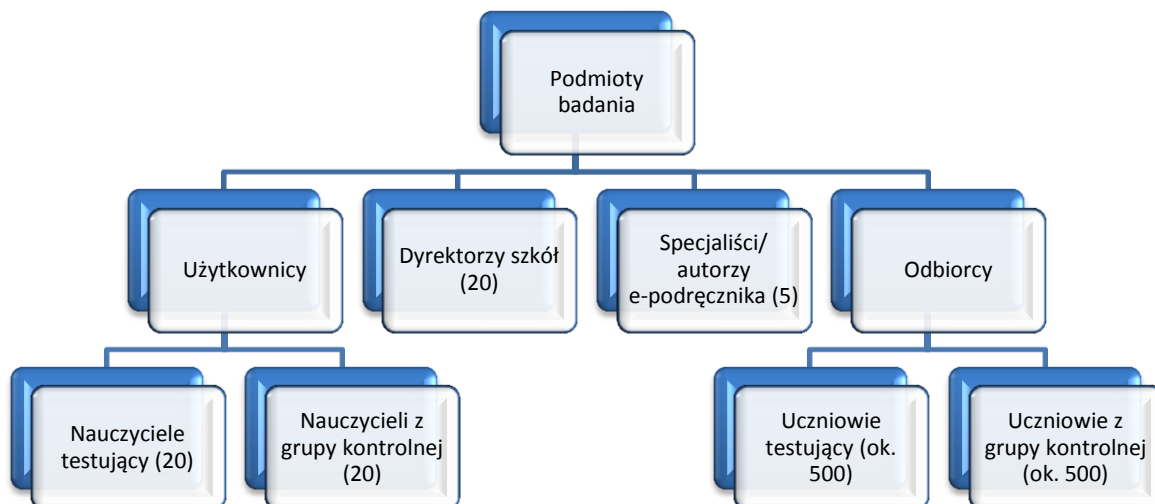 Podmioty
badania
Użytkownicy
Dyrektorzy szkół
(20)
Specjaliści/
autorzy
e-podręcznika (5)
Odbiorcy
Nauczyciele
testujący (20)
Nauczycieli z
grupy kontrolnej
(20)
Uczniowie
testujący (ok.
500)
Uczniowie z
grupy kontrolnej
(ok. 500)